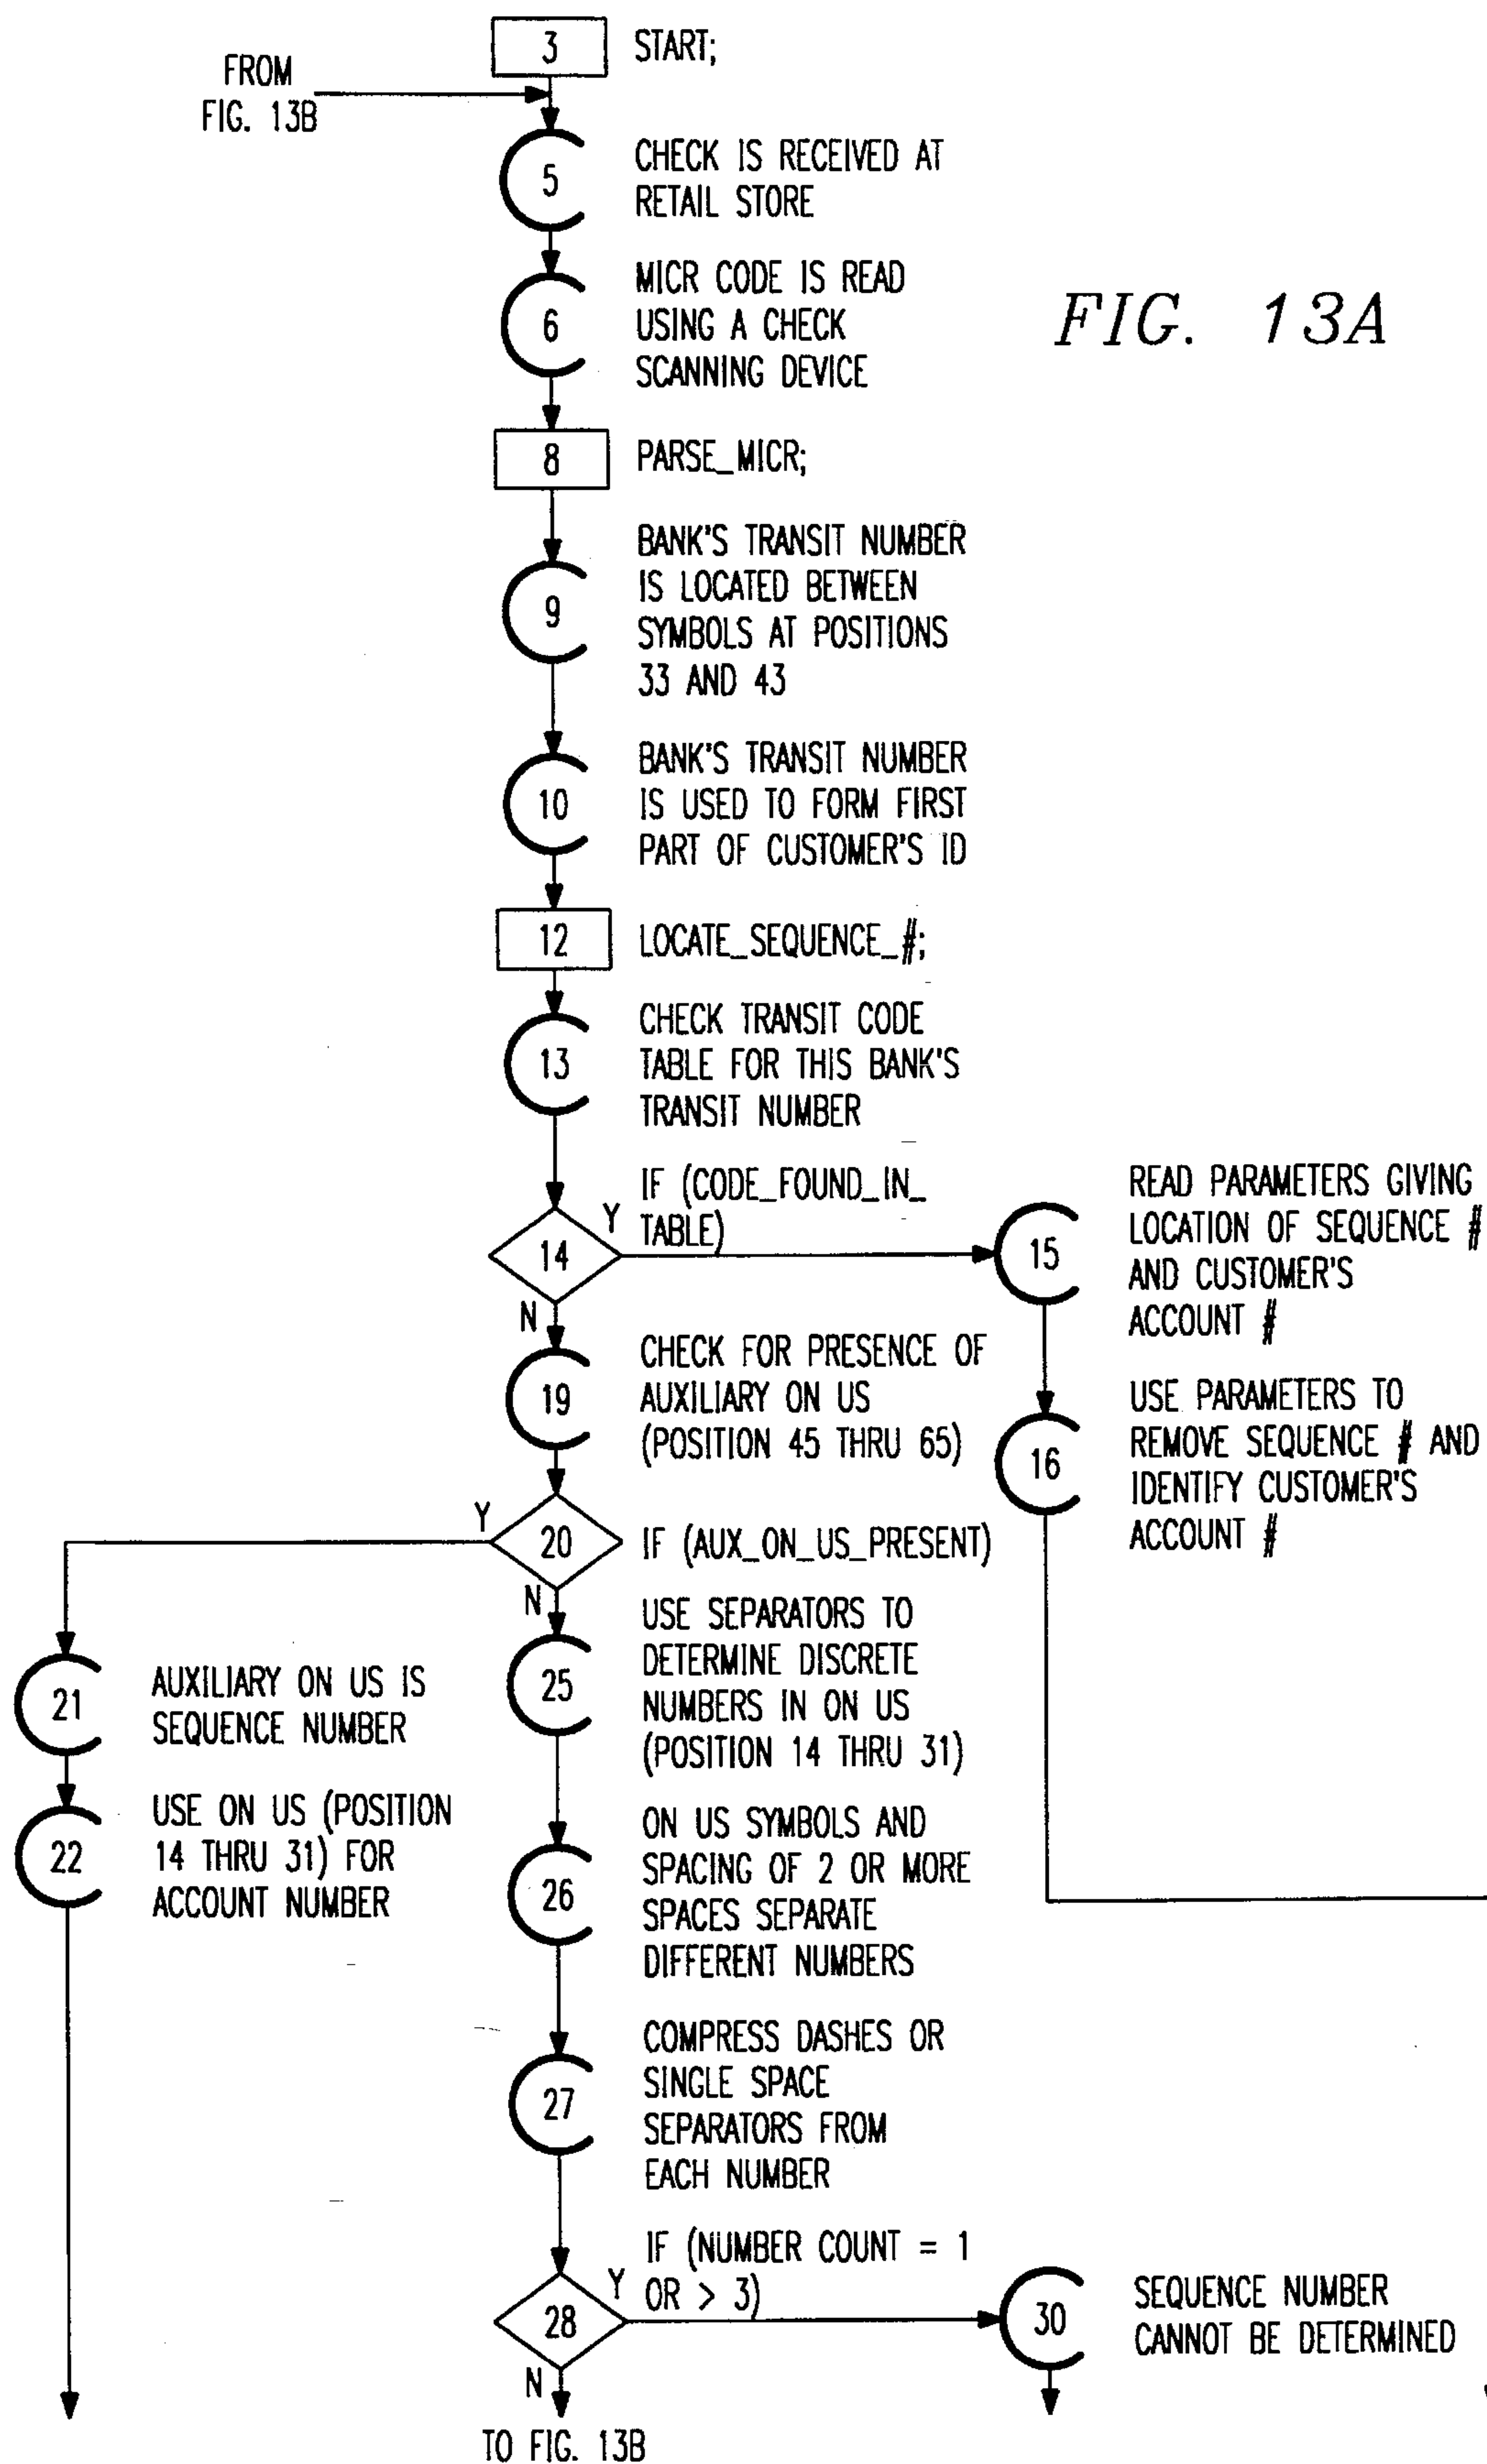 3 START;
FROM
FIG. 13B
5 CHECK IS RECEIVED AT
RETAIL STORE
6 MICR CODE IS READ
USING A CHECK
SCANNING DEVICE
FIG. 13A
8 PARSE_MICR;
9 BANK'S TRANSIT NUMBER
IS LOCATED BETWEEN
SYMBOLS AT POSITIONS
33 AND 43
10 BANK'S TRANSIT NUMBER
IS USED TO FORM FIRST
PART OF CUSTOMER'S ID
12 LOCATE_SEQUENCE_#;
13 CHECK TRANSIT CODE
TABLE FOR THIS BANK'S
TRANSIT NUMBER
14 Y IF (CODE_FOUND_IN_
TABLE)
N
15 READ PARAMETERS GIVING
LOCATION OF SEQUENCE #
AND CUSTOMER'S
ACCOUNT #
16 USE PARAMETERS TO
REMOVE SEQUENCE # AND
IDENTIFY CUSTOMER'S
ACCOUNT #
19 CHECK FOR PRESENCE OF
AUXILIARY ON US
(POSITION 45 THRU 65)
Y 20 IF (AUX_ON_US_PRESENT)
N
21 AUXILIARY ON US IS
SEQUENCE NUMBER
22 USE ON US (POSITION
14 THRU 31) FOR
ACCOUNT NUMBER
25 USE SEPARATORS TO
DETERMINE DISCRETE
NUMBERS IN ON US
(POSITION 14 THRU 31)
26 ON US SYMBOLS AND
SPACING OF 2 OR MORE
SPACES SEPARATE
DIFFERENT NUMBERS
27 COMPRESS DASHES OR
SINGLE SPACE
SEPARATORS FROM
EACH NUMBER
28 Y IF (NUMBER COUNT = 1
OR > 3)
N
30 SEQUENCE NUMBER
CANNOT BE DETERMINED
TO FIG. 13B